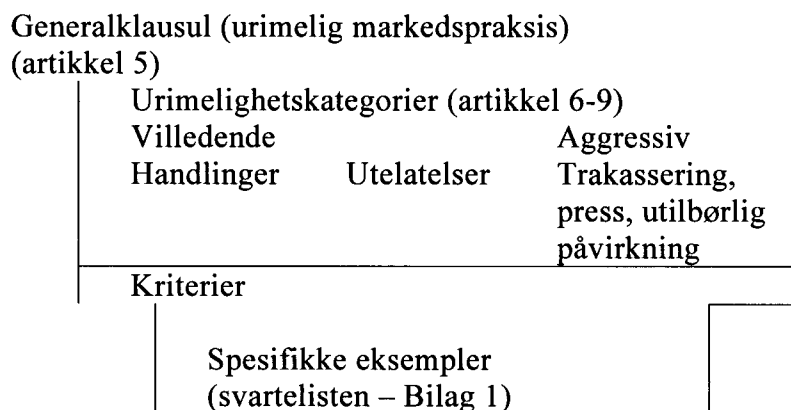 Generalklausul (urimelig markedspraksis)
(artikkel 5)
Urimelighetskategorier (artikkel 6-9)
Villedende Aggressiv
Handlinger Utelatelser Trakassering,
press, utilbørlig
påvirkning
Kriterier
Spesifikke eksempler
(svartelisten – Bilag 1)